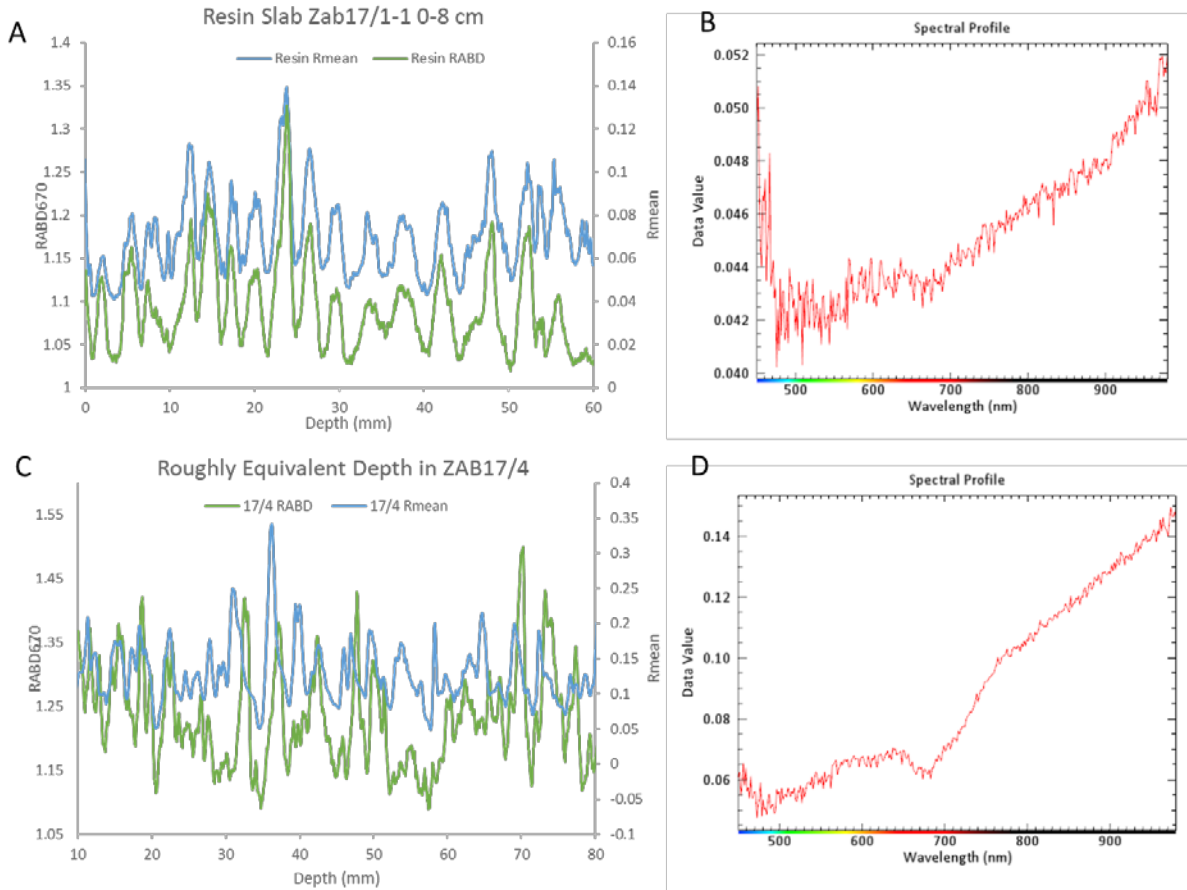 A
Resin Slab Zab17/1-1 0-8 cm
1.4
1.35
1.3
1.25
1.2
1.15
1.1
1.05
1
RABD670
Resin Rmean
Resin RABD
0.16
0.14
0.12
0.1
0.08
0.06
0.04
0.02
0
Rmean
0 10 20 30 40 50 60
Depth (mm)
B
Spectral Profile
0.052
0.050
0.048
0.046
0.044
0.042
0.040
Data Value
500 600 700 800 900
Wavelength (nm)
C
Roughly Equivalent Depth in ZAB17/4
1.55
1.45
1.35
1.25
1.15
1.05
RABD670
17/4 RABD
17/4 Rmean
0.4
0.35
0.3
0.25
0.2
0.15
0.1
0.05
0
-0.05
-0.1
Rmean
10 20 30 40 50 60 70 80
Depth (mm)
D
Spectral Profile
0.14
0.12
0.10
0.08
0.06
Data Value
500 600 700 800 900
Wavelength (nm)